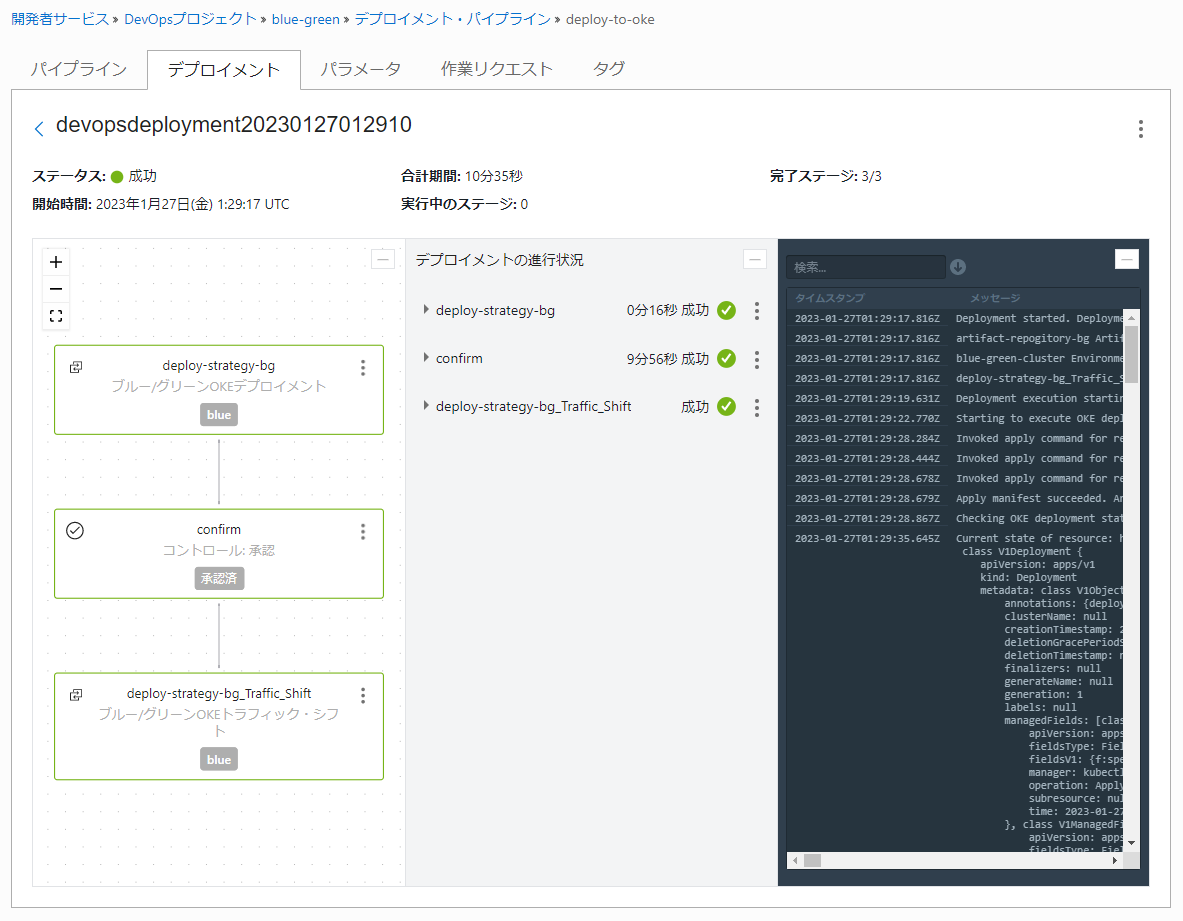 開発者サービス » DevOpsプロジェクト » blue-green » デプロイメント・パイプライン » deploy-to-oke
パイプライン デプロイメント パラメータ 作業リクエスト タグ
devopsdeployment20230127012910
ステータス: 成功 合計期間: 10分35秒 完了ステージ: 3/3
開始時間: 2023年1月27日(金) 1:29:17 UTC 実行中のステージ: 0
deploy-strategy-bg
ブルー/グリーンOKEデプロイメント
blue
confirm
コントロール: 承認
承認済
deploy-strategy-bg_Traffic_Shift
ブルー/グリーンOKEトラフィック・シフ
ト
blue
デプロイメントの進行状況
deploy-strategy-bg 0分16秒 成功
confirm 9分56秒 成功
deploy-strategy-bg_Traffic_Shift 成功
検索...
タイムスタンプ メッセージ
2023-01-27T01:29:17.816Z Deployment started. Deployme
2023-01-27T01:29:17.816Z artifact-repogitory-bg Artif
2023-01-27T01:29:17.816Z blue-green-cluster Environme
2023-01-27T01:29:17.816Z deploy-strategy-bg_Traffic_S
2023-01-27T01:29:19.631Z Deployment execution startin
2023-01-27T01:29:22.770Z Starting to execute OKE depl
2023-01-27T01:29:28.284Z Invoked apply command for re
2023-01-27T01:29:28.444Z Invoked apply command for re
2023-01-27T01:29:28.678Z Invoked apply command for re
2023-01-27T01:29:28.679Z Apply manifest succeeded. Ar
2023-01-27T01:29:28.867Z Checking OKE deployment stat
2023-01-27T01:29:35.645Z Current state of resource: h
class V1Deployment {
apiVersion: apps/v1
kind: Deployment
metadata: class V1Object
annotations: {deploy
clusterName: null
creationTimestamp: 2
deletionGracePeriodS
deletionTimestamp: n
finalizers: null
generateName: null
generation: 1
labels: null
managedFields: [clas
apiVersion: apps
fieldsType: Fiel
fieldsV1: {f:spe
manager: kubectl
operation: Apply
subresource: nul
time: 2023-01-27
}, class V1ManagedFi
apiVersion: apps
fieldsType: Fiel